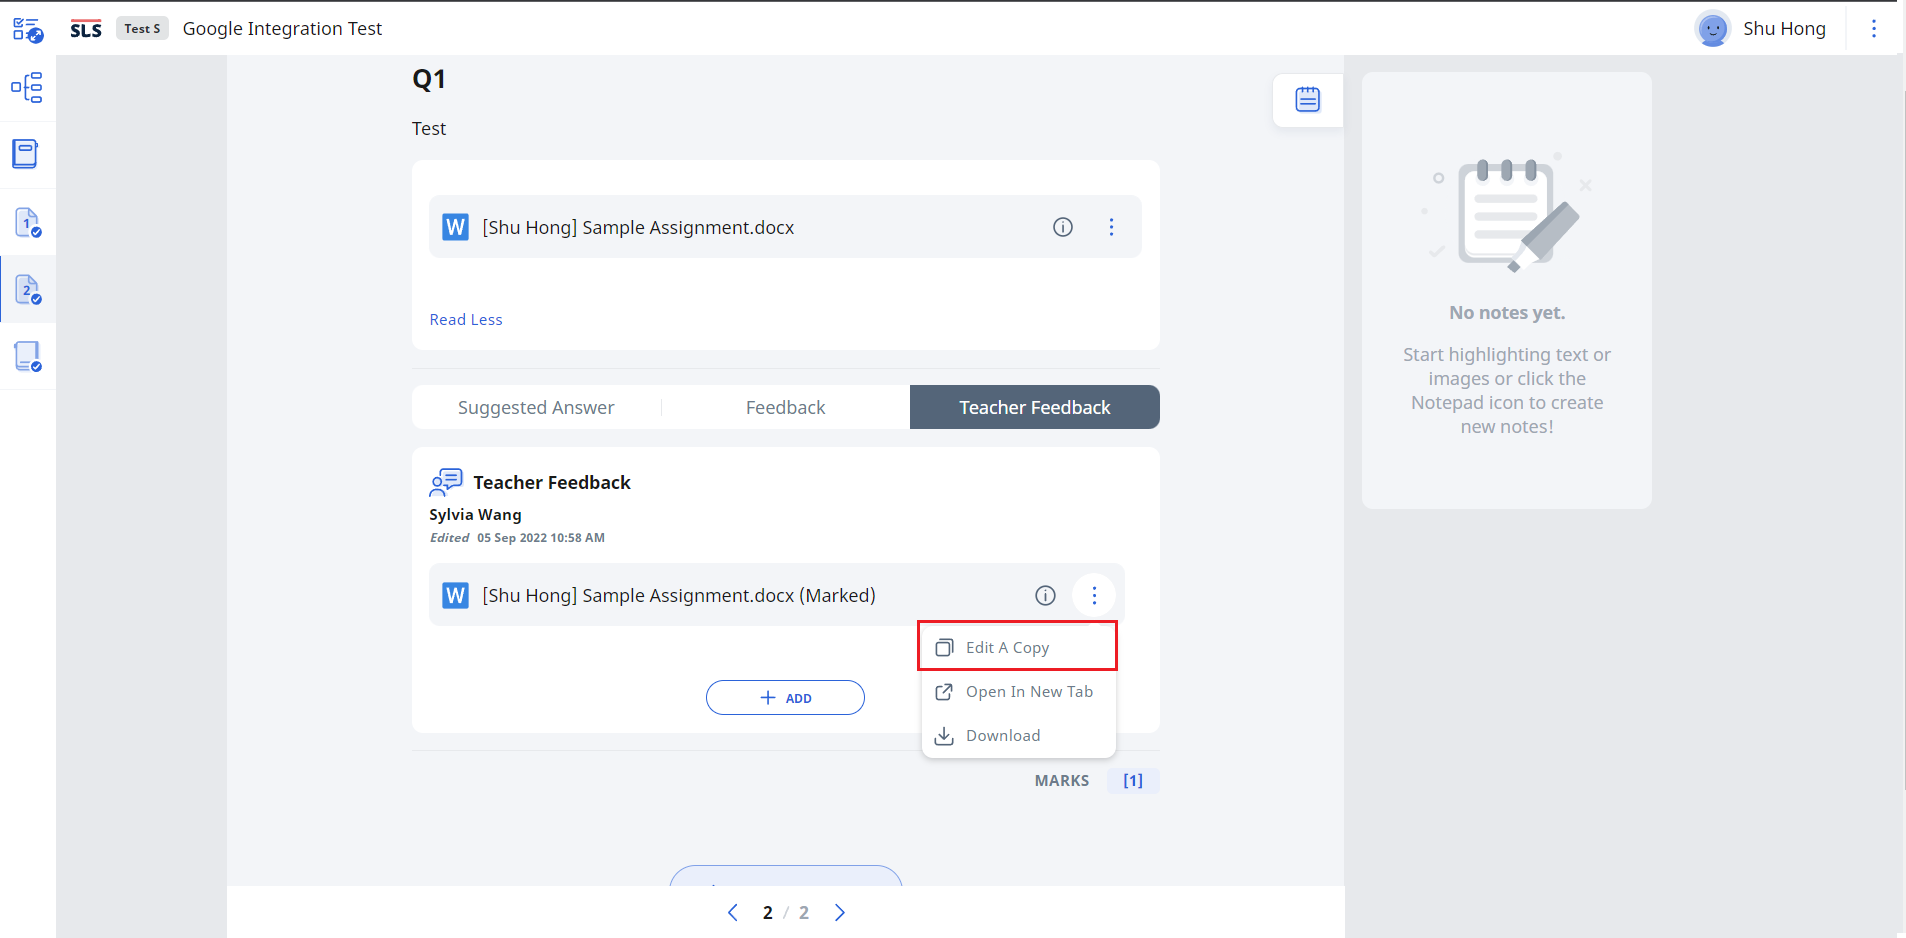 SLS Test S Google Integration Test Shu Hong
Q1
Test
1
2
W [Shu Hong] Sample Assignment.docx
Read Less
Suggested Answer Feedback Teacher Feedback
Teacher Feedback
Sylvia Wang
Edited 05 Sep 2022 10:58 AM
W [Shu Hong] Sample Assignment.docx (Marked)
Edit A Copy
Open In New Tab
Download
+ ADD
MARKS [1]
2 / 2
No notes yet.
Start highlighting text or
images or click the
Notepad icon to create
new notes!